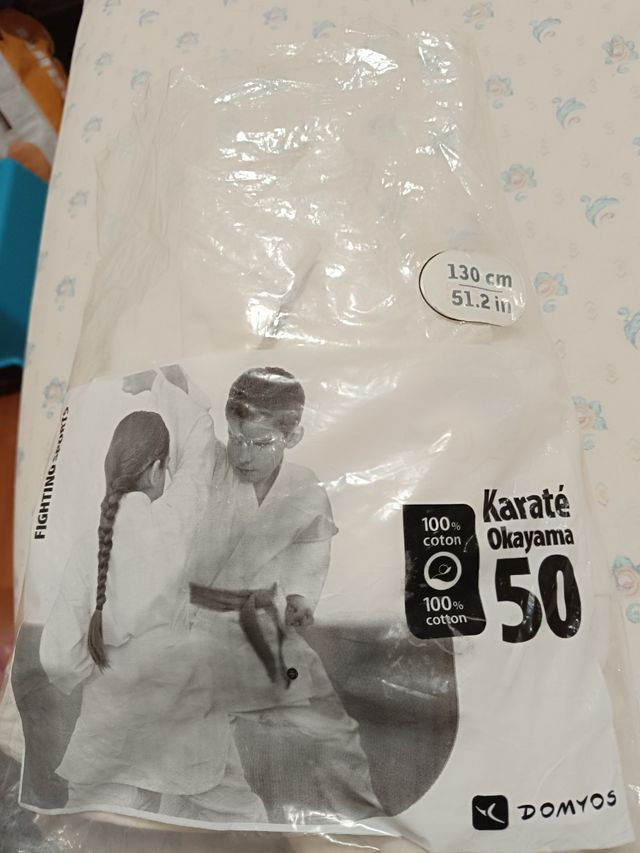 130 cm
51.2 in
FIGHTING SPORTS
100%
coton
100%
cotton
Karaté
Okayama
50
DOMYOS